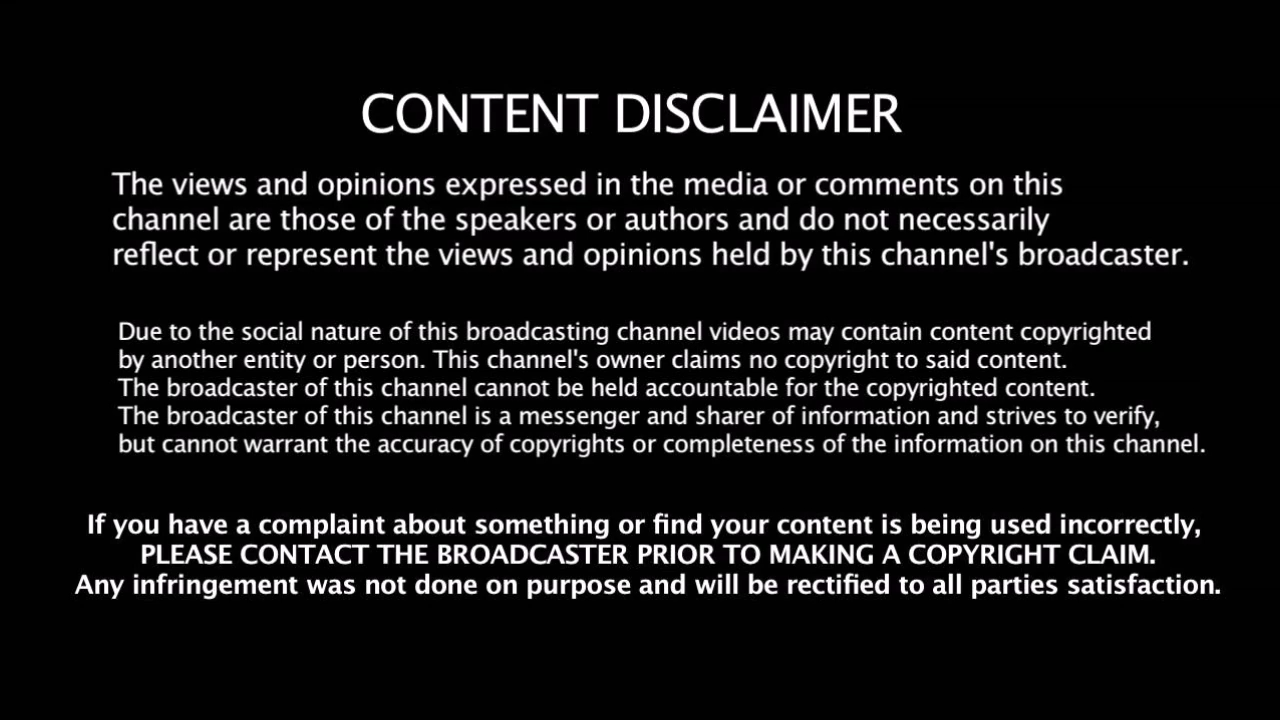 CONTENT DISCLAIMER
The views and opinions expressed in the media or comments on this
channel are those of the speakers or authors and do not necessarily
reflect or represent the views and opinions held by this channel's broadcaster.
Due to the social nature of this broadcasting channel videos may contain content copyrighted
by another entity or person. This channel's owner claims no copyright to said content.
The broadcaster of this channel cannot be held accountable for the copyrighted content.
The broadcaster of this channel is a messenger and sharer of information and strives to verify,
but cannot warrant the accuracy of copyrights or completeness of the information on this channel.
If you have a complaint about something or find your content is being used incorrectly,
PLEASE CONTACT THE BROADCASTER PRIOR TO MAKING A COPYRIGHT CLAIM.
Any infringement was not done on purpose and will be rectified to all parties satisfaction.